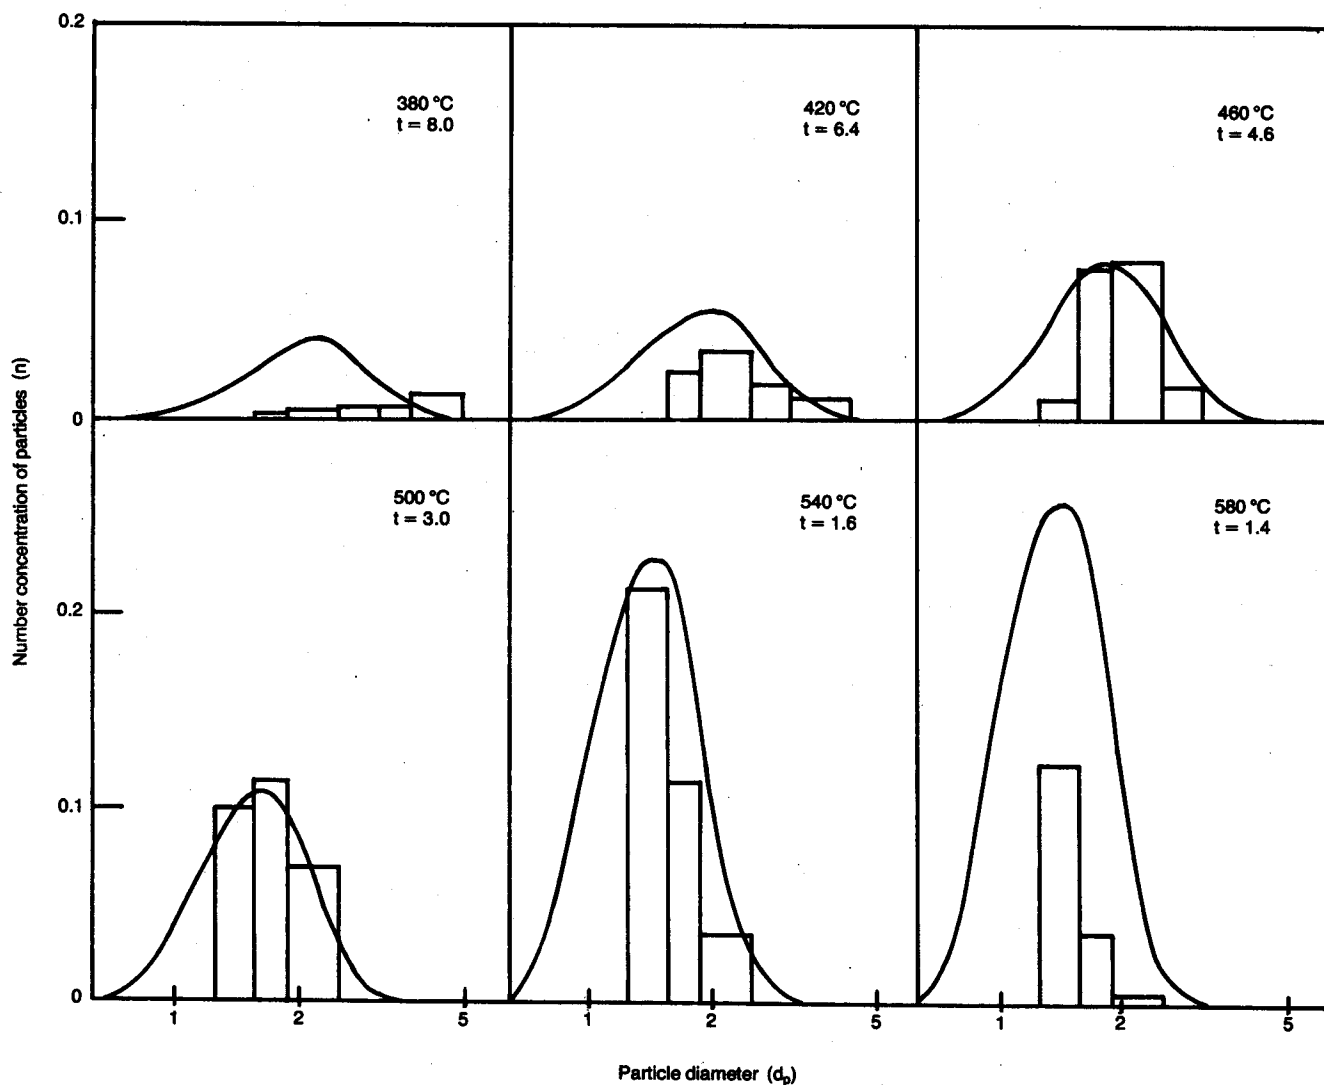 0.2
380 °C
t = 8.0
420 °C
t = 6.4
460 °C
t = 4.6
0.1
0
Number concentration of particles (n)
500 °C
t = 3.0
540 °C
t = 1.6
580 °C
t = 1.4
0.2
0.1
0
1 2 5 1 2 5 1 2 5
Particle diameter (dp)